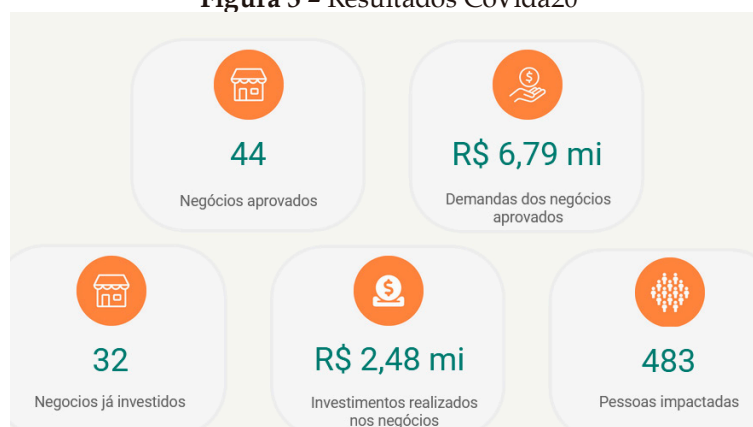 Figura 3 – Resultados CoVida20
44
Negócios aprovados
R$ 6,79 mi
Demandas dos negócios
aprovados
32
Negocios já investidos
R$ 2,48 mi
Investimentos realizados
nos negócios
483
Pessoas impactadas